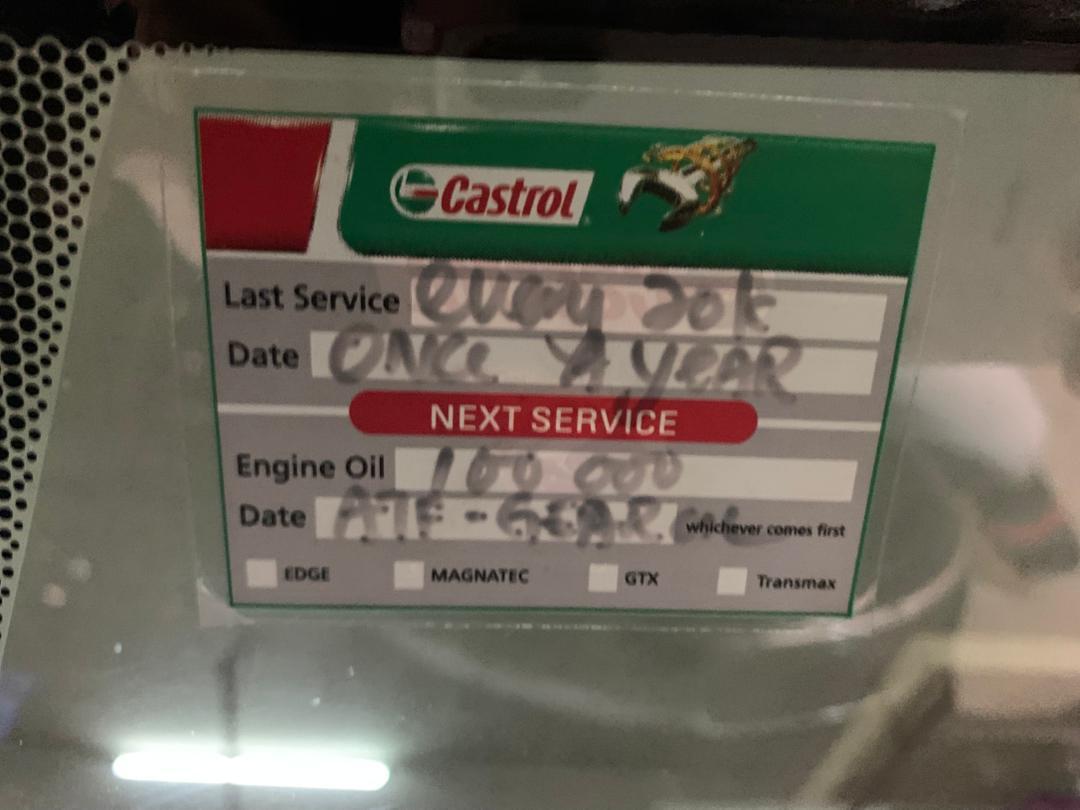 Castrol
Last Service every 20k
Date ONCE A YEAR
NEXT SERVICE
Engine Oil 100 000
Date ATF - GEAR OIL whichever comes first
EDGE MAGNATEC GTX Transmax